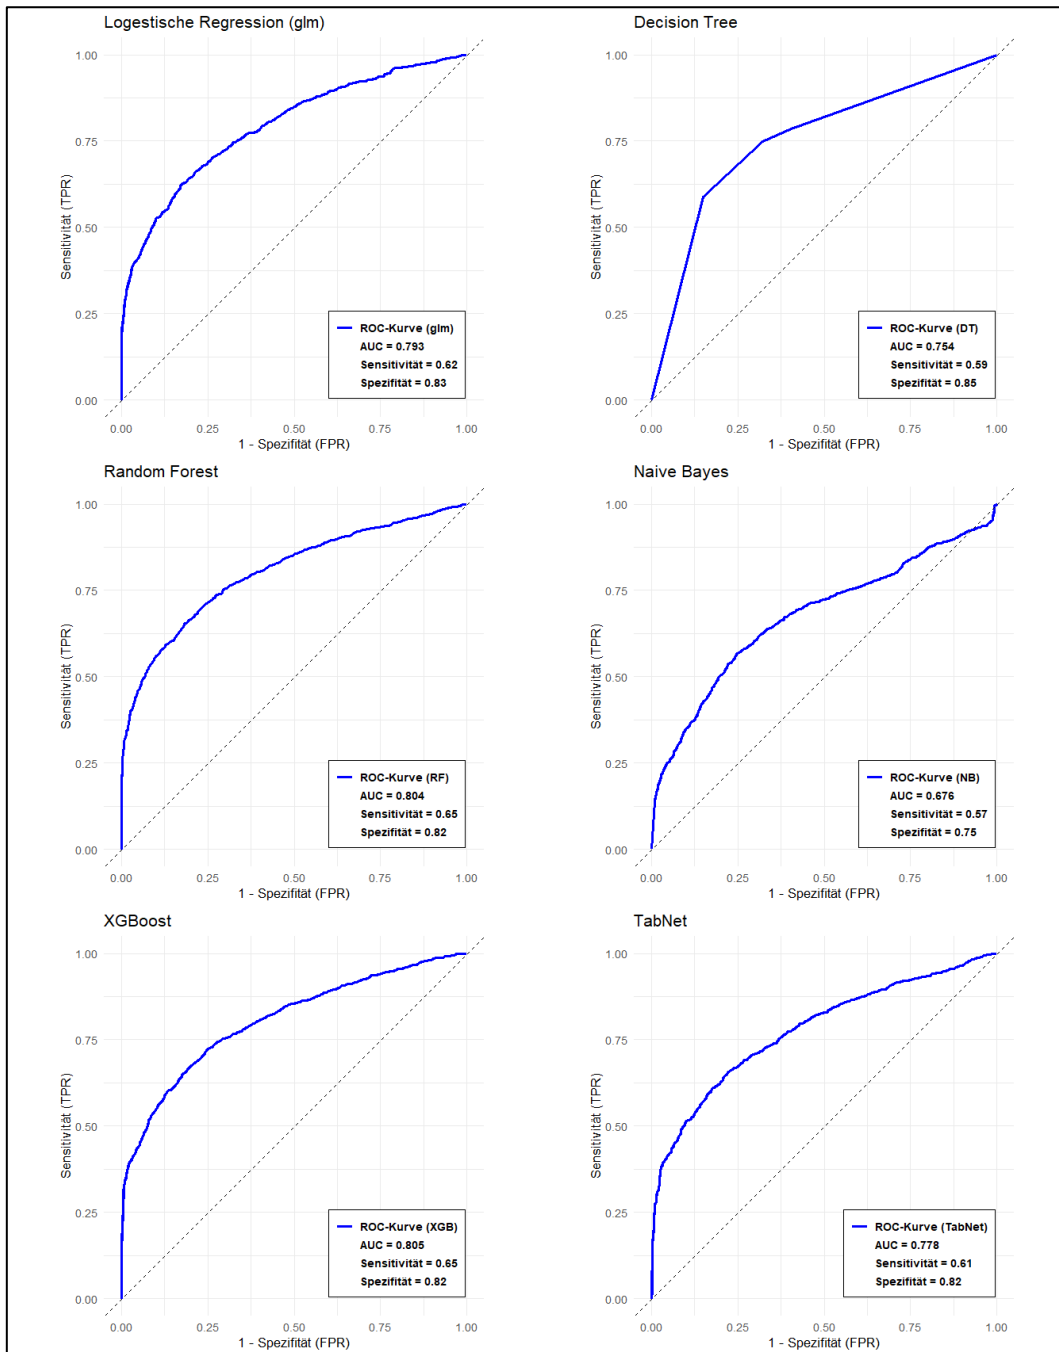 Logestische Regression (glm)
1.00
0.75
0.50
0.25
0.00
Sensitivität (TPR)
ROC-Kurve (glm)
AUC = 0.793
Sensitivität = 0.62
Spezifität = 0.83
0.00 0.25 0.50 0.75 1.00
1 - Spezifität (FPR)
Decision Tree
1.00
0.75
0.50
0.25
0.00
Sensitivität (TPR)
ROC-Kurve (DT)
AUC = 0.754
Sensitivität = 0.59
Spezifität = 0.85
0.00 0.25 0.50 0.75 1.00
1 - Spezifität (FPR)
Random Forest
1.00
0.75
0.50
0.25
0.00
Sensitivität (TPR)
ROC-Kurve (RF)
AUC = 0.804
Sensitivität = 0.65
Spezifität = 0.82
0.00 0.25 0.50 0.75 1.00
1 - Spezifität (FPR)
Naive Bayes
1.00
0.75
0.50
0.25
0.00
Sensitivität (TPR)
ROC-Kurve (NB)
AUC = 0.676
Sensitivität = 0.57
Spezifität = 0.75
0.00 0.25 0.50 0.75 1.00
1 - Spezifität (FPR)
XGBoost
1.00
0.75
0.50
0.25
0.00
Sensitivität (TPR)
ROC-Kurve (XGB)
AUC = 0.805
Sensitivität = 0.65
Spezifität = 0.82
0.00 0.25 0.50 0.75 1.00
1 - Spezifität (FPR)
TabNet
1.00
0.75
0.50
0.25
0.00
Sensitivität (TPR)
ROC-Kurve (TabNet)
AUC = 0.778
Sensitivität = 0.61
Spezifität = 0.82
0.00 0.25 0.50 0.75 1.00
1 - Spezifität (FPR)